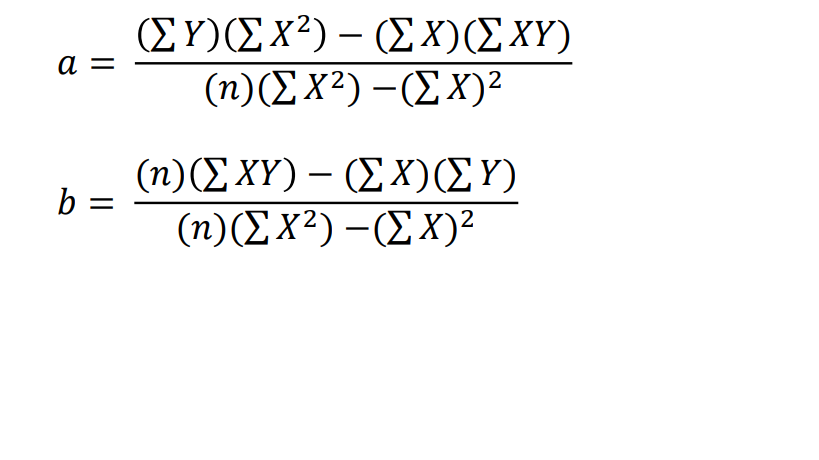 a = (∑ Y)(∑ X²) − (∑ X)(∑ XY)
(n)(∑ X²) −(∑ X)²
b = (n)(∑ XY) − (∑ X)(∑ Y)
(n)(∑ X²) −(∑ X)²